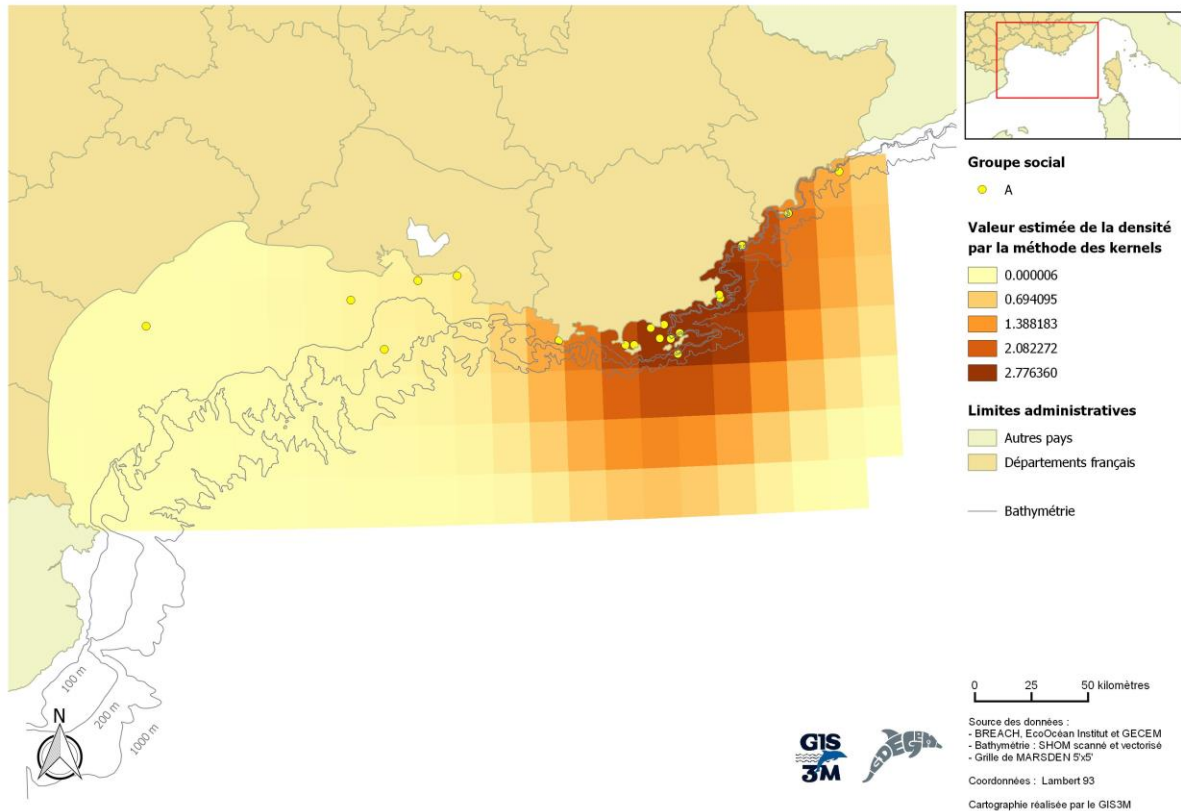 Groupe social
A
Valeur estimée de la densité
par la méthode des kernels
0.000006
0.694095
1.388183
2.082272
2.776360
Limites administratives
Autres pays
Départements français
Bathymétrie
100 m
200 m
1000 m
N
GIS
3M
GDEGeM
0 25 50 kilomètres
Source des données :
- BREACH, EcoOcéan Institut et GECEM
- Bathymétrie : SHOM scanné et vectorisé
- Grille de MARSDEN 5'x5'
Coordonnées : Lambert 93
Cartographie réalisée par le GIS3M